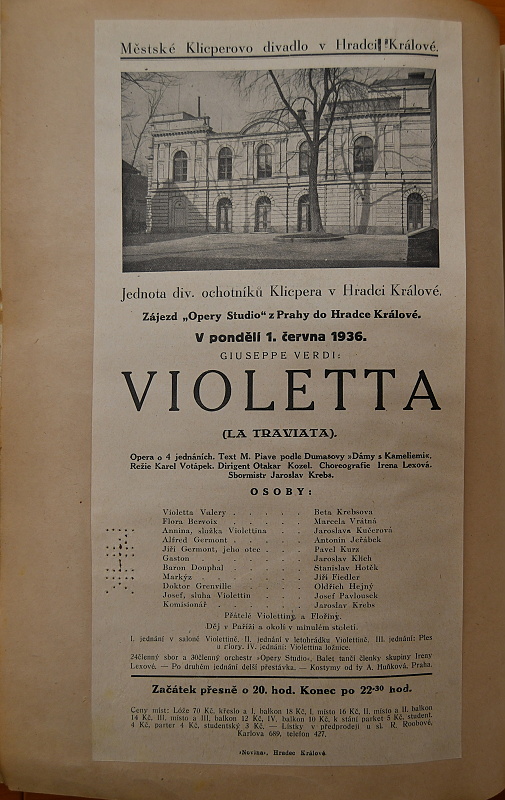 Městské Klicperovo divadlo v Hradci Králové.
Jednota div. ochotníků Klicpera v Hradci Králové.
Zájezd „Opery Studio“ z Prahy do Hradce Králové.
V pondělí 1. června 1936.
GIUSEPPE VERDI:
VIOLETTA
(LA TRAVIATA).
Opera o 4 jednáních. Text M. Piave podle Dumasovy »Dámy s Kameliemi«.
Režie Karel Votápek. Dirigent Otakar Kozel. Choreografie Irena Lexová.
Sbormistr Jaroslav Krebs.
OSOBY:
Violetta Valery . . . . . Beta Krebsova
Flora Bervoix . . . . . Marcela Vrátná
Annina, služka Violettina . . Jaroslava Kučerová
Alfred Germont . . . . . Antonín Jeřábek
Jiří Germont, jeho otec . . . Pavel Kurz
Gaston . . . . . Jaroslav Klich
Baron Douphal . . . . . Stanislav Hotěk
Markýz . . . . . Jiří Fiedler
Doktor Grenville . . . . . Oldřich Hejný
Josef, sluha Violettin . . . Josef Pavlousek
Komisionář . . . . . Jaroslav Krebs
Přátelé Violettiny a Flořiny.
Děj v Paříži a okolí v minulém století.
I. jednání v saloně Violettině. II. jednání v letohrádku Violettině. III. jednání: Ples
u Flory. IV. jednání: Violettina ložnice.
24členný sbor a 30členný orchestr »Opery Studio«, Balet tančí členky skupiny Ireny
Lexové. — Po druhém jednání delší přestávka. — Kostymy od fy A. Huňková, Praha.
Začátek přesně o 20. hod. Konec po 22·30 hod.
Ceny míst: Lóže 70 Kč, křeslo a I. balkon 18 Kč, I. místo 16 Kč, II. místo a II. balkon
14 Kč, III. místo a III. balkon 12 Kč, IV. balkon 10 Kč, k stání parket 5 Kč, student.
4 Kč, parter 4 Kč, studentský 3 Kč. — Lístky v předprodeji u sl. R. Roubové,
Karlova 689, telefon 427.
»Novina«, Hradec Králové